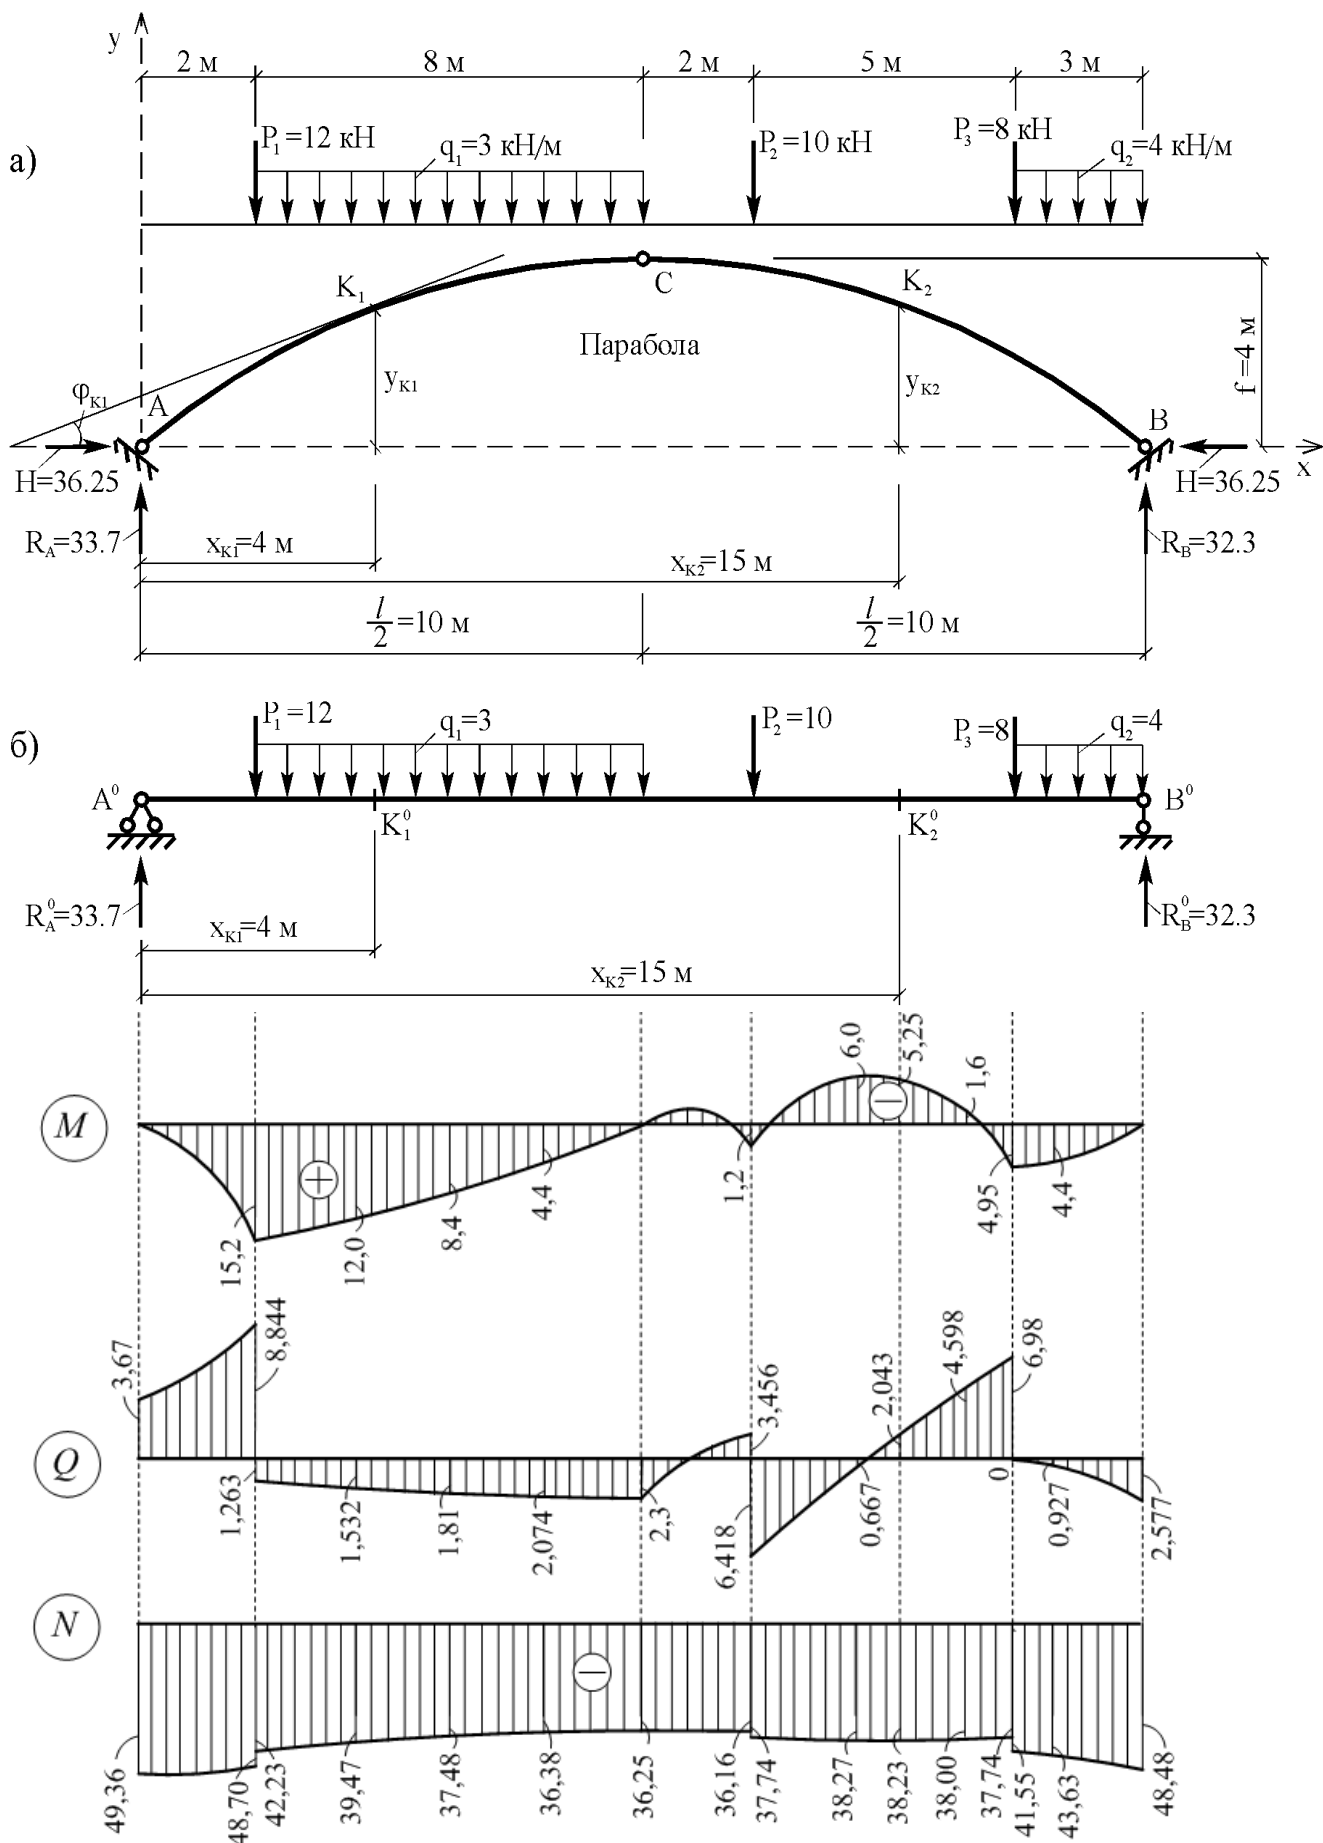 y
2 м 8 м 2 м 5 м 3 м
а)
P₁=12 кН q₁=3 кН/м P₂=10 кН P₃=8 кН q₂=4 кН/м
K₁ C K₂
Парабола
f=4 м
φK1 A yK1 yK2 B
x
H=36.25 H=36.25
RA=33.7 RB=32.3
xK1=4 м
xK2=15 м
l/2=10 м l/2=10 м
б)
P₁=12 q₁=3 P₂=10 P₃=8 q₂=4
A⁰ K₁⁰ K₂⁰ B⁰
RA⁰=33.7 RB⁰=32.3
xK1=4 м
xK2=15 м
M
+ −
15,2 12,0 8,4 4,4 1,2 6,0 5,25 1,6 4,95 4,4
Q
3,67 8,844 1,263 1,532 1,81 2,074 2,3 3,456 6,418 0,667 2,043 4,598 6,98 0 0,927 2,577
N
−
49,36 48,70 42,23 39,47 37,48 36,38 36,25 36,16 37,74 38,27 38,23 38,00 37,74 41,55 43,63 48,48